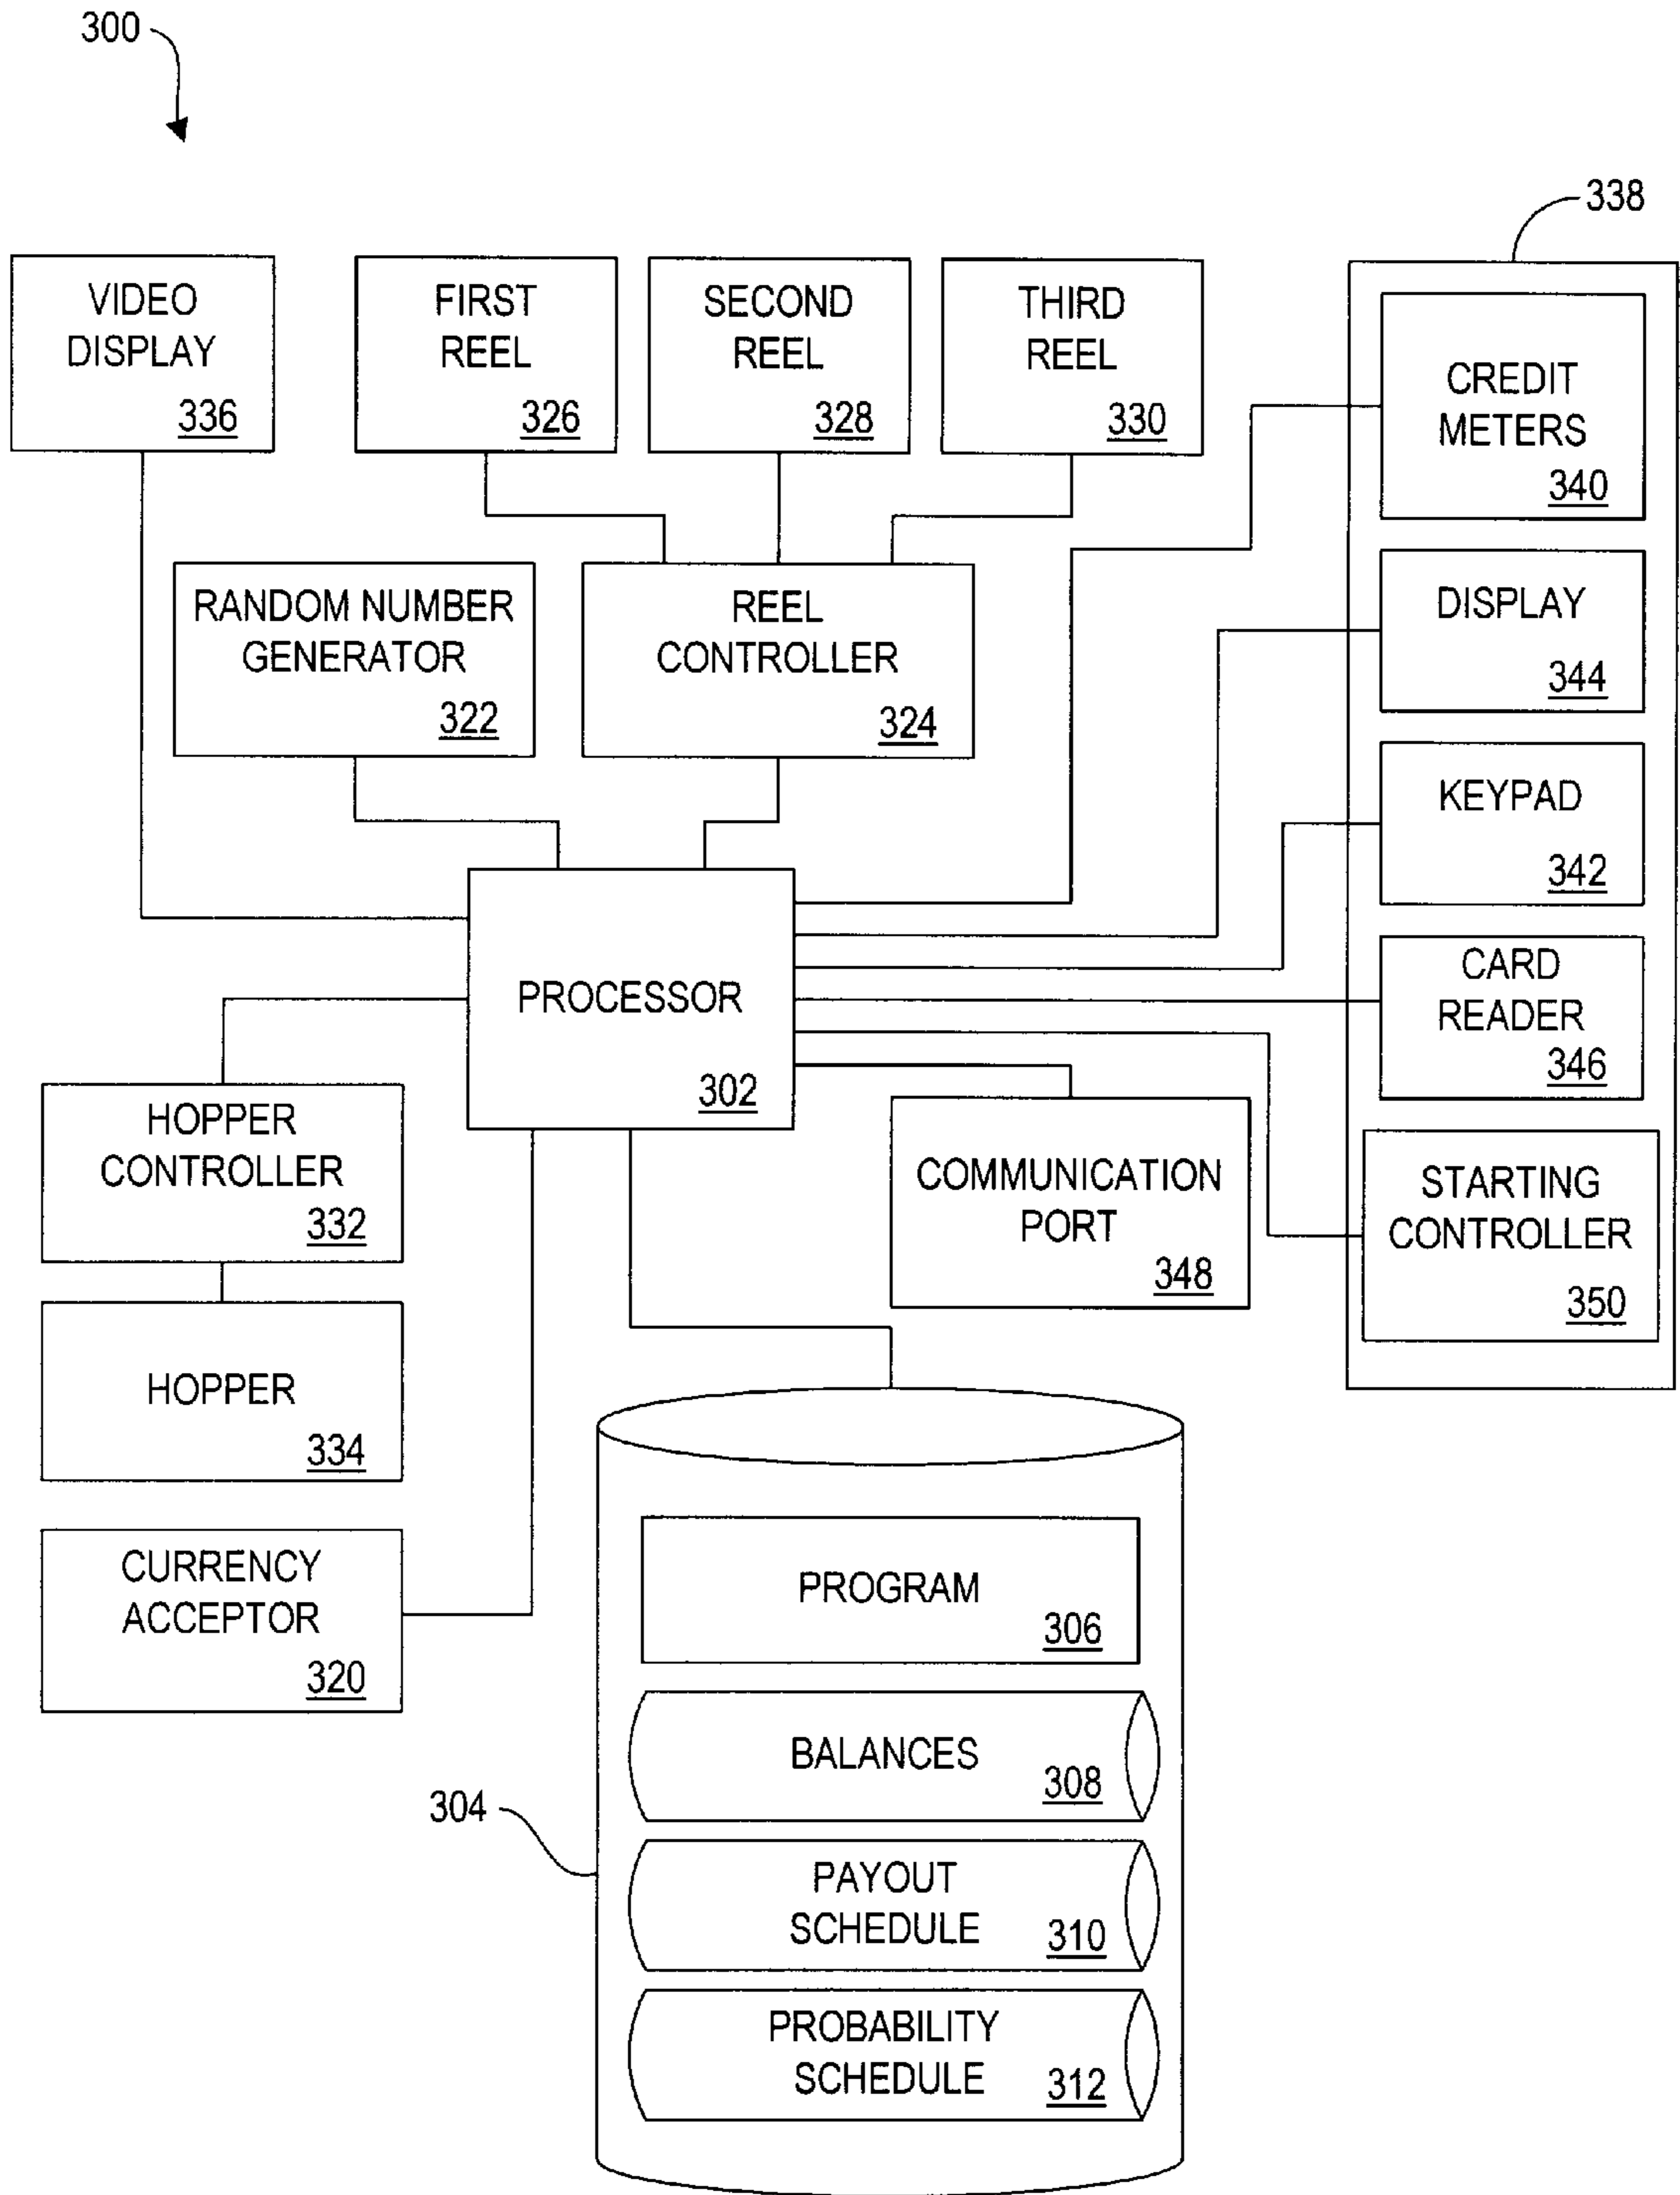 300
338
VIDEO
DISPLAY
336
FIRST
REEL
326
SECOND
REEL
328
THIRD
REEL
330
CREDIT
METERS
340
RANDOM NUMBER
GENERATOR
322
REEL
CONTROLLER
324
DISPLAY
344
KEYPAD
342
PROCESSOR
302
CARD
READER
346
HOPPER
CONTROLLER
332
COMMUNICATION
PORT
348
STARTING
CONTROLLER
350
HOPPER
334
CURRENCY
ACCEPTOR
320
PROGRAM
306
BALANCES
308
304
PAYOUT
SCHEDULE
310
PROBABILITY
SCHEDULE
312